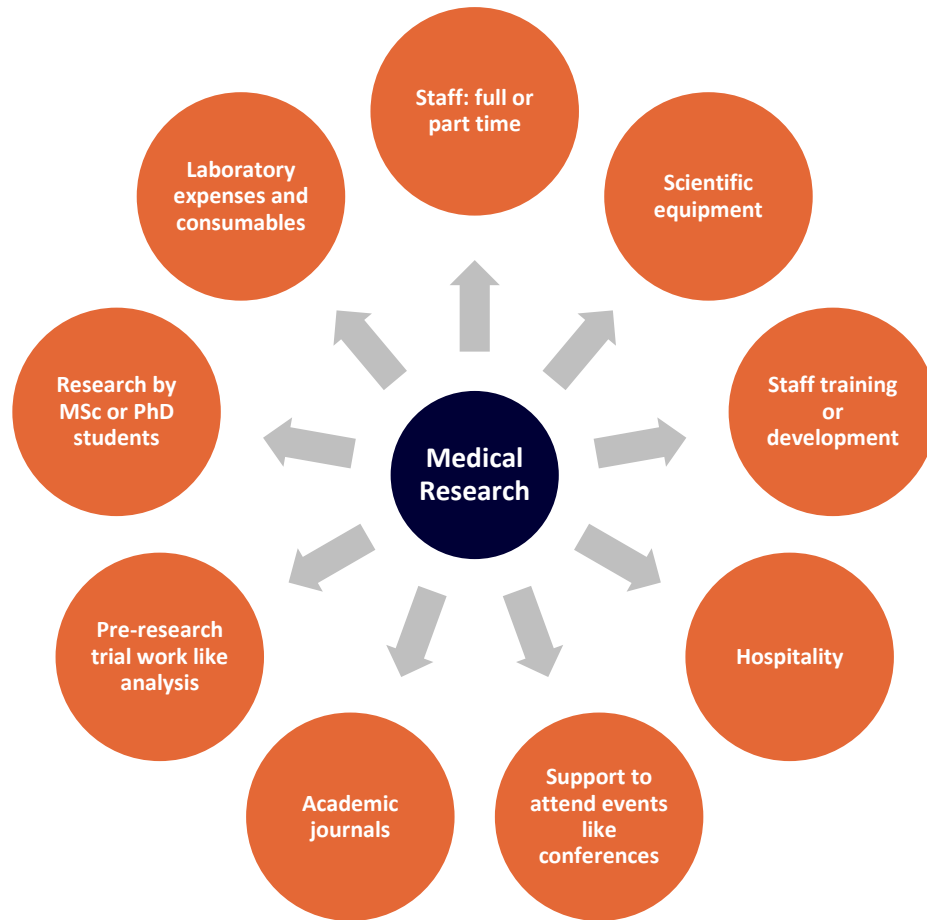 Staff: full or
part time
Scientific
equipment
Staff training
or
development
Hospitality
Support to
attend events
like
conferences
Academic
journals
Pre-research
trial work like
analysis
Research by
MSc or PhD
students
Laboratory
expenses and
consumables
Medical
Research